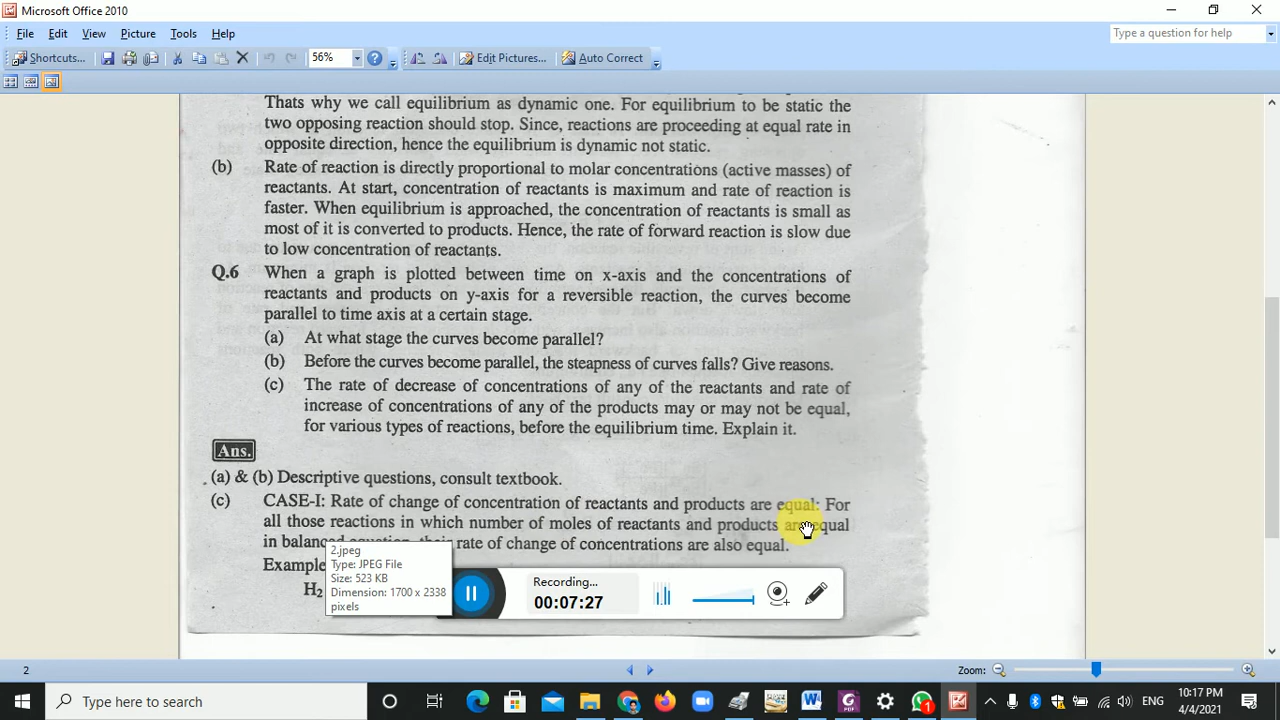 Microsoft Office 2010
File Edit View Picture Tools Help
Type a question for help
Shortcuts...
56%
Edit Pictures...
Auto Correct
Thats why we call equilibrium as dynamic one. For equilibrium to be static the
two opposing reaction should stop. Since, reactions are proceeding at equal rate in
opposite direction, hence the equilibrium is dynamic not static.
(b) Rate of reaction is directly proportional to molar concentrations (active masses) of
reactants. At start, concentration of reactants is maximum and rate of reaction is
faster. When equilibrium is approached, the concentration of reactants is small as
most of it is converted to products. Hence, the rate of forward reaction is slow due
to low concentration of reactants.
Q.6 When a graph is plotted between time on x-axis and the concentrations of
reactants and products on y-axis for a reversible reaction, the curves become
parallel to time axis at a certain stage.
(a) At what stage the curves become parallel?
(b) Before the curves become parallel, the steapness of curves falls? Give reasons.
(c) The rate of decrease of concentrations of any of the reactants and rate of
increase of concentrations of any of the products may or may not be equal,
for various types of reactions, before the equilibrium time. Explain it.
Ans.
(a) & (b) Descriptive questions, consult textbook.
(c) CASE-I: Rate of change of concentration of reactants and products are equal: For
all those reactions in which number of moles of reactants and products are equal
in balanced equation, their rate of change of concentrations are also equal.
Example
H₂
2.jpeg
Type: JPEG File
Size: 523 KB
Dimension: 1700 x 2338
pixels
Recording...
00:07:27
2
Zoom:
Type here to search
1
ENG
10:17 PM
4/4/2021